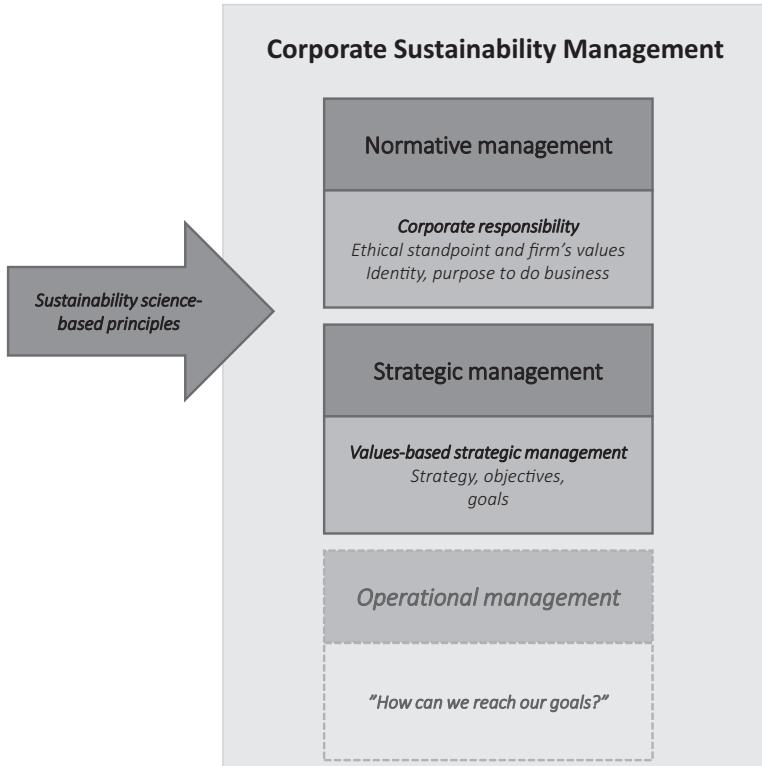 Corporate Sustainability Management
Normative management
Corporate responsibility
Ethical standpoint and firm's values
Identity, purpose to do business
Sustainability science-
based principles
Strategic management
Values-based strategic management
Strategy, objectives,
goals
Operational management
”How can we reach our goals?”